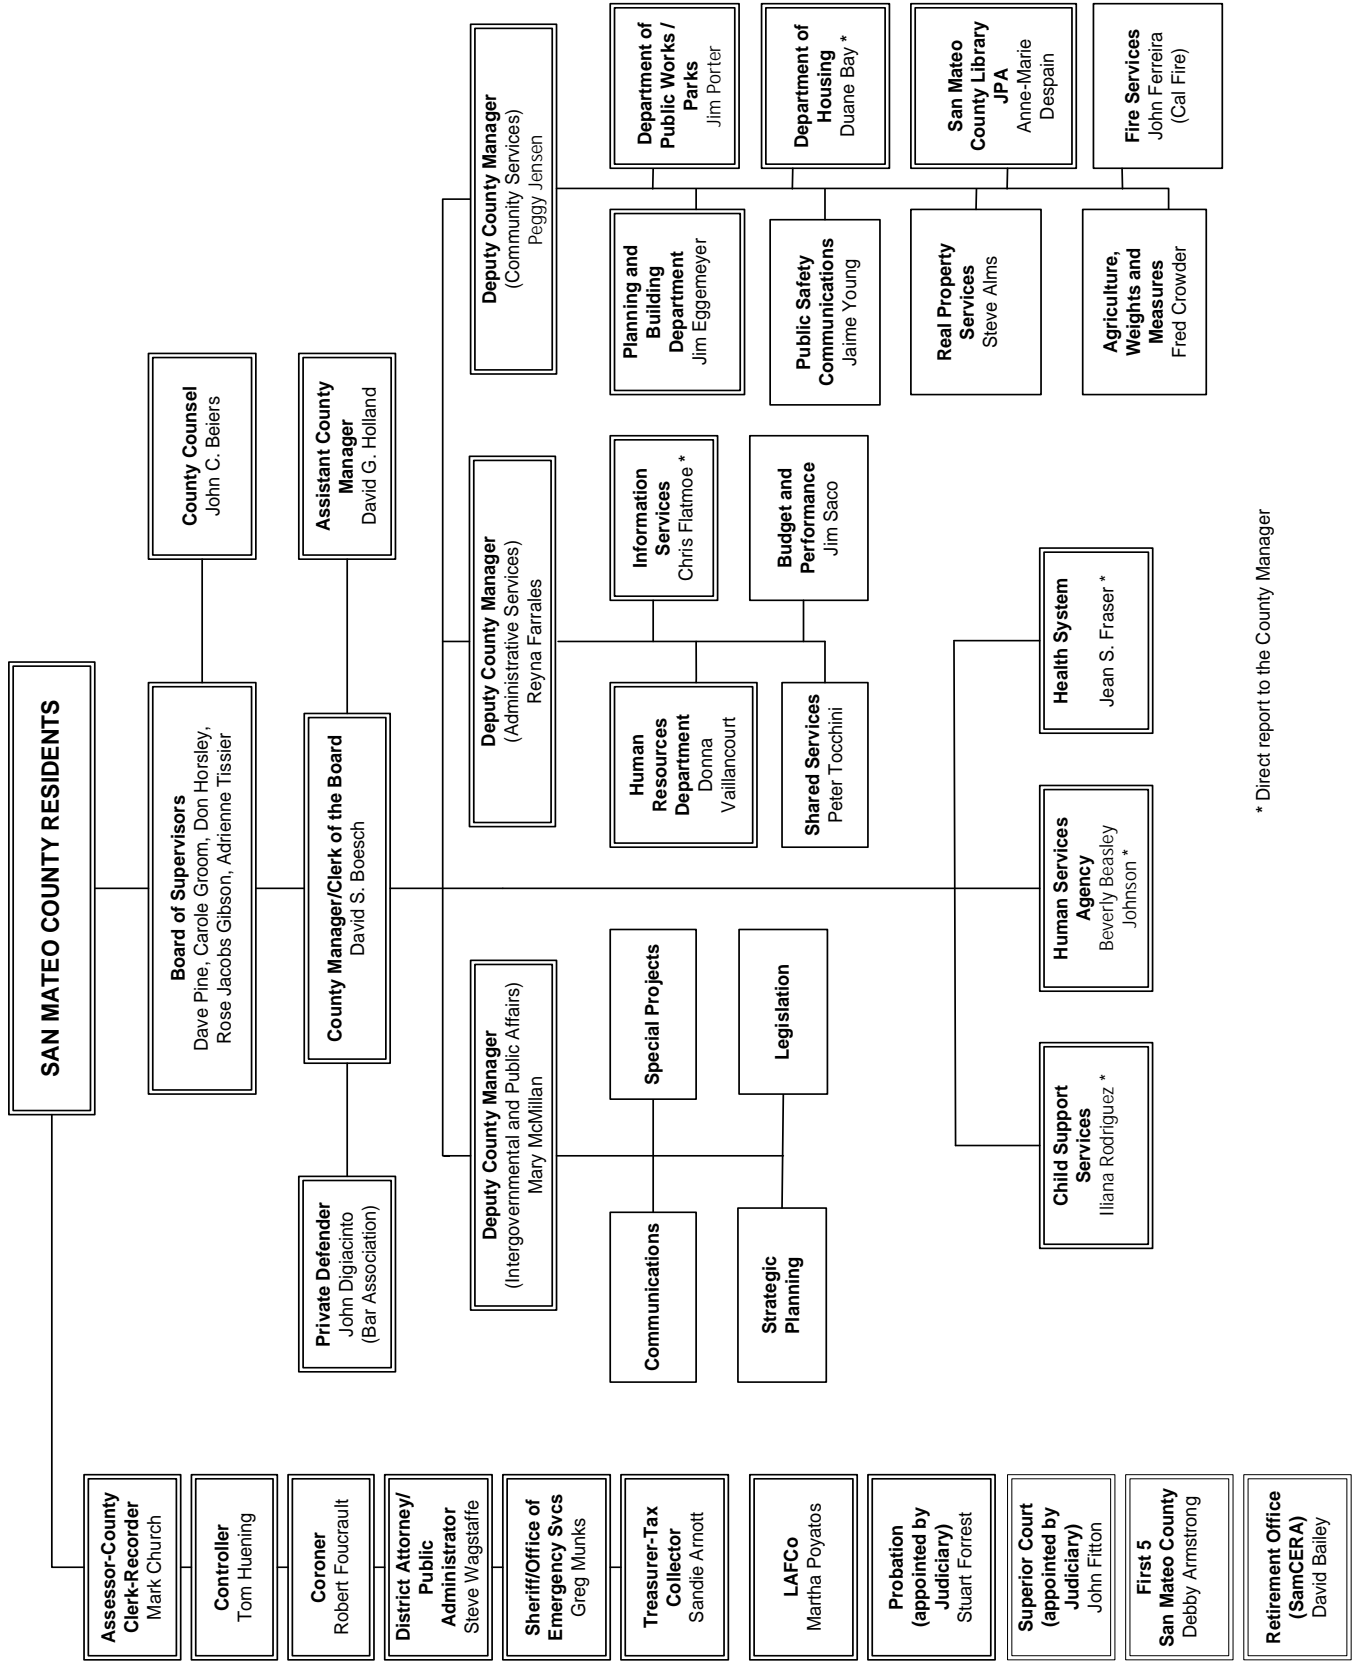 SAN MATEO COUNTY RESIDENTS
Board of Supervisors
Dave Pine, Carole Groom, Don Horsley,
Rose Jacobs Gibson, Adrienne Tissier
County Counsel
John C. Beiers
County Manager/Clerk of the Board
David S. Boesch
Private Defender
John Digiacinto
(Bar Association)
Assistant County
Manager
David G. Holland
Assessor-County
Clerk-Recorder
Mark Church
Controller
Tom Huening
Coroner
Robert Foucrault
District Attorney/
Public
Administrator
Steve Wagstaffe
Sheriff/Office of
Emergency Svcs
Greg Munks
Treasurer-Tax
Collector
Sandie Arnott
LAFCo
Martha Poyatos
Probation
(appointed by
Judiciary)
Stuart Forrest
Superior Court
(appointed by
Judiciary)
John Fitton
First 5
San Mateo County
Debby Armstrong
Retirement Office
(SamCERA)
David Bailey
Deputy County Manager
(Intergovernmental and Public Affairs)
Mary McMillan
Communications
Special Projects
Strategic
Planning
Legislation
Deputy County Manager
(Administrative Services)
Reyna Farrales
Human
Resources
Department
Donna
Vaillancourt
Information
Services
Chris Flatmoe *
Shared Services
Peter Tocchini
Budget and
Performance
Jim Saco
Deputy County Manager
(Community Services)
Peggy Jensen
Planning and
Building
Department
Jim Eggemeyer
Department of
Public Works /
Parks
Jim Porter
Public Safety
Communications
Jaime Young
Department of
Housing
Duane Bay *
Real Property
Services
Steve Alms
San Mateo
County Library
JPA
Anne-Marie
Despain
Agriculture,
Weights and
Measures
Fred Crowder
Fire Services
John Ferreira
(Cal Fire)
Child Support
Services
Iliana Rodriguez *
Human Services
Agency
Beverly Beasley
Johnson *
Health System
Jean S. Fraser *
* Direct report to the County Manager